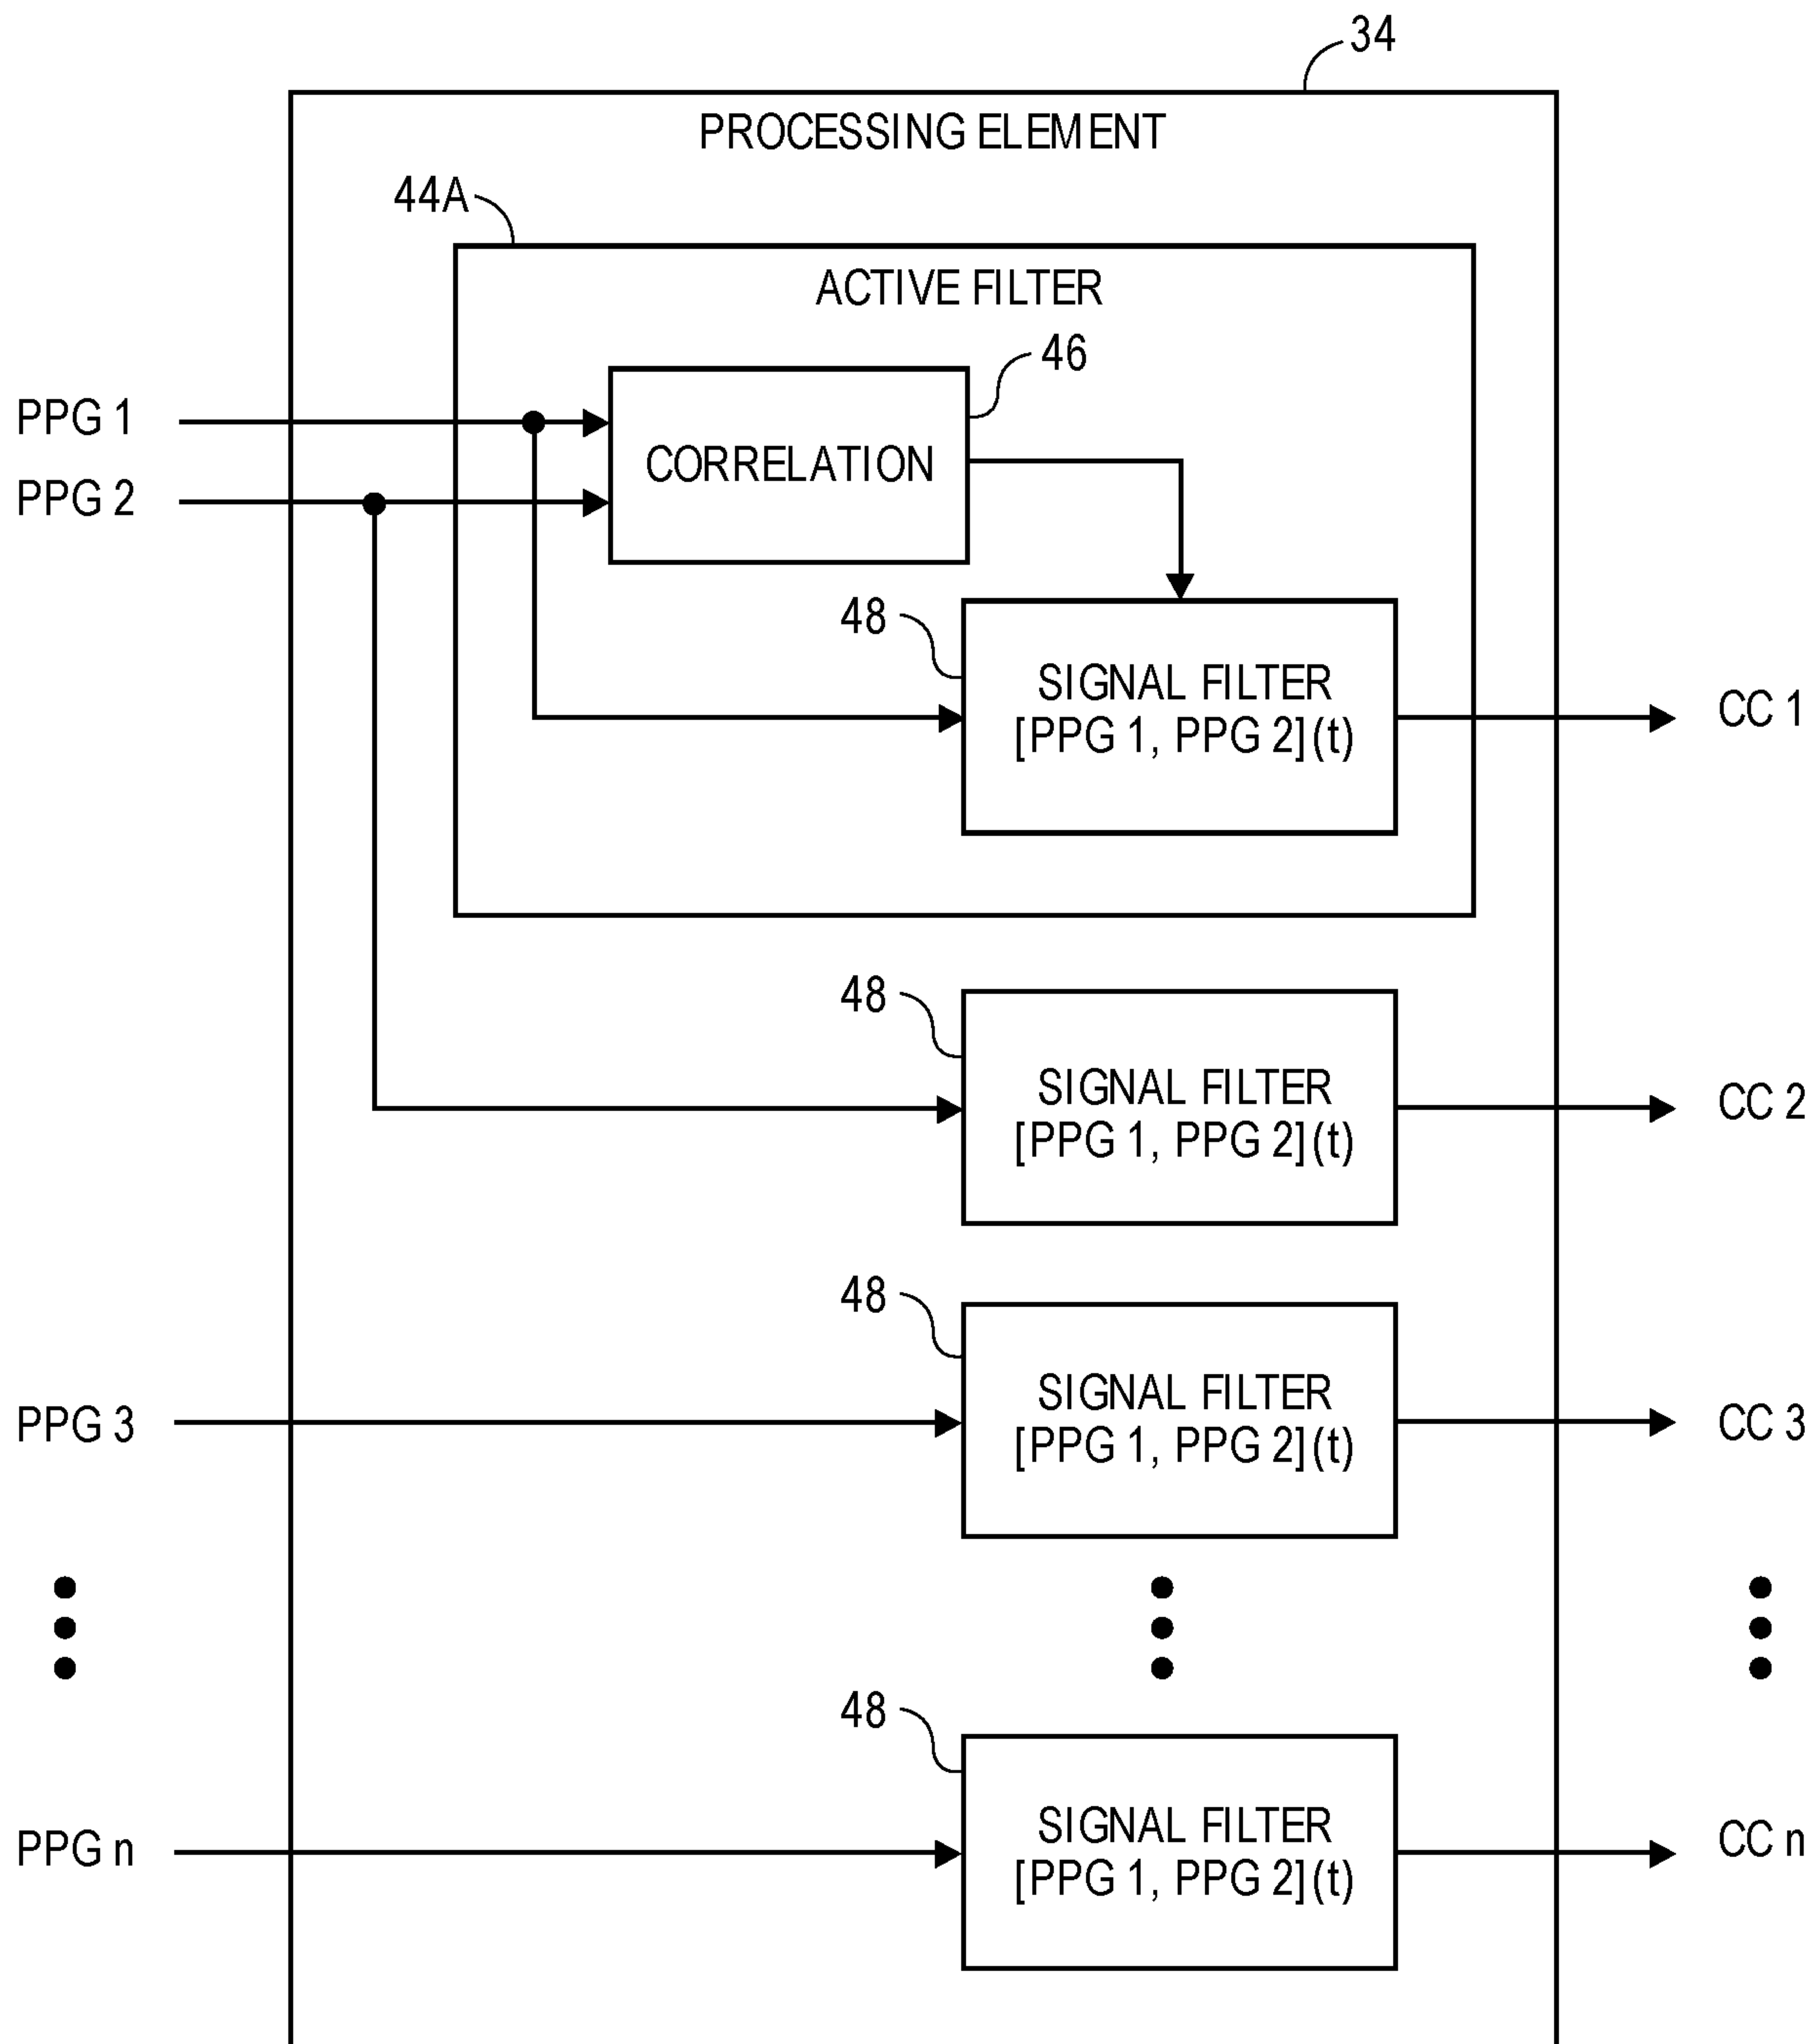 34
PROCESSING ELEMENT
44A
ACTIVE FILTER
46
PPG 1
CORRELATION
PPG 2
48
SIGNAL FILTER
[PPG 1, PPG 2](t)
CC 1
48
SIGNAL FILTER
[PPG 1, PPG 2](t)
CC 2
48
SIGNAL FILTER
[PPG 1, PPG 2](t)
PPG 3
CC 3
48
SIGNAL FILTER
[PPG 1, PPG 2](t)
PPG n
CC n